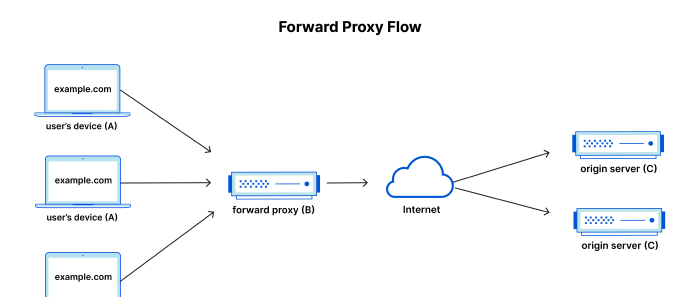 Forward Proxy Flow
example.com
user's device (A)
example.com
user's device (A)
example.com
forward proxy (B)
Internet
origin server (C)
origin server (C)